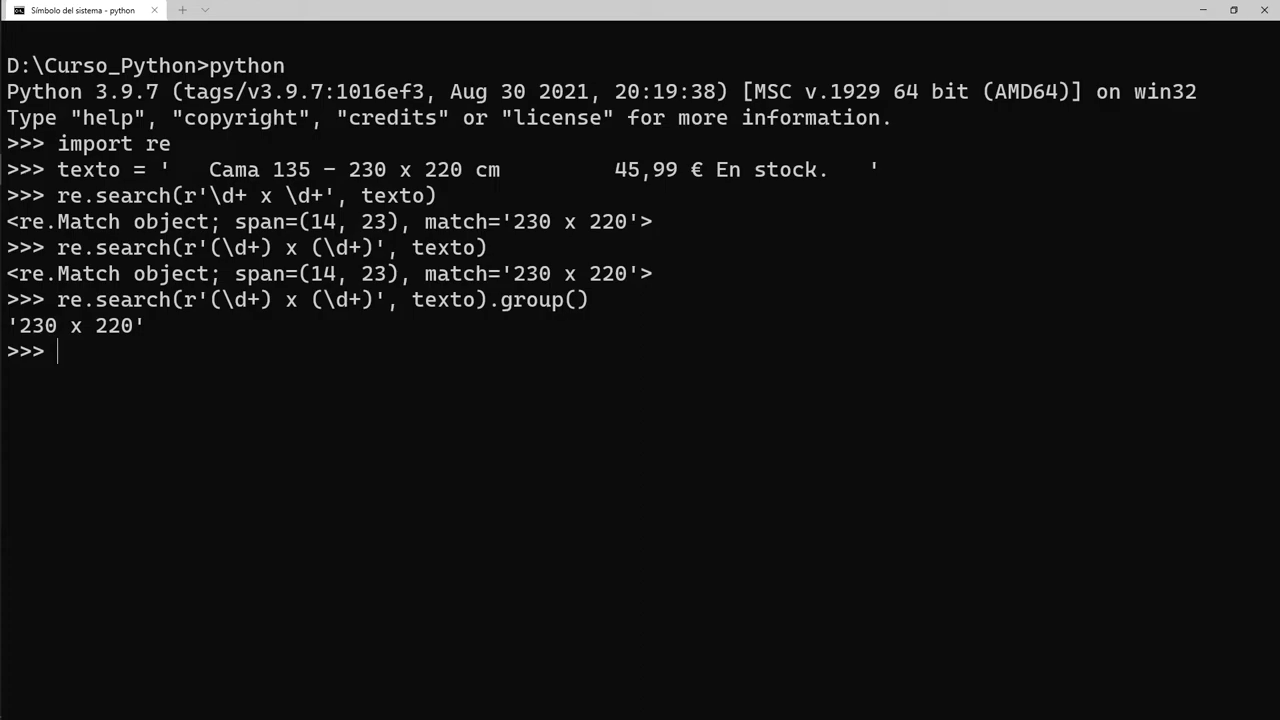 Símbolo del sistema - python
D:\Curso_Python>python
Python 3.9.7 (tags/v3.9.7:1016ef3, Aug 30 2021, 20:19:38) [MSC v.1929 64 bit (AMD64)] on win32
Type "help", "copyright", "credits" or "license" for more information.
>>> import re
>>> texto = '   Cama 135 – 230 x 220 cm         45,99 € En stock.   '
>>> re.search(r'\d+ x \d+', texto)
<re.Match object; span=(14, 23), match='230 x 220'>
>>> re.search(r'(\d+) x (\d+)', texto)
<re.Match object; span=(14, 23), match='230 x 220'>
>>> re.search(r'(\d+) x (\d+)', texto).group()
'230 x 220'
>>>